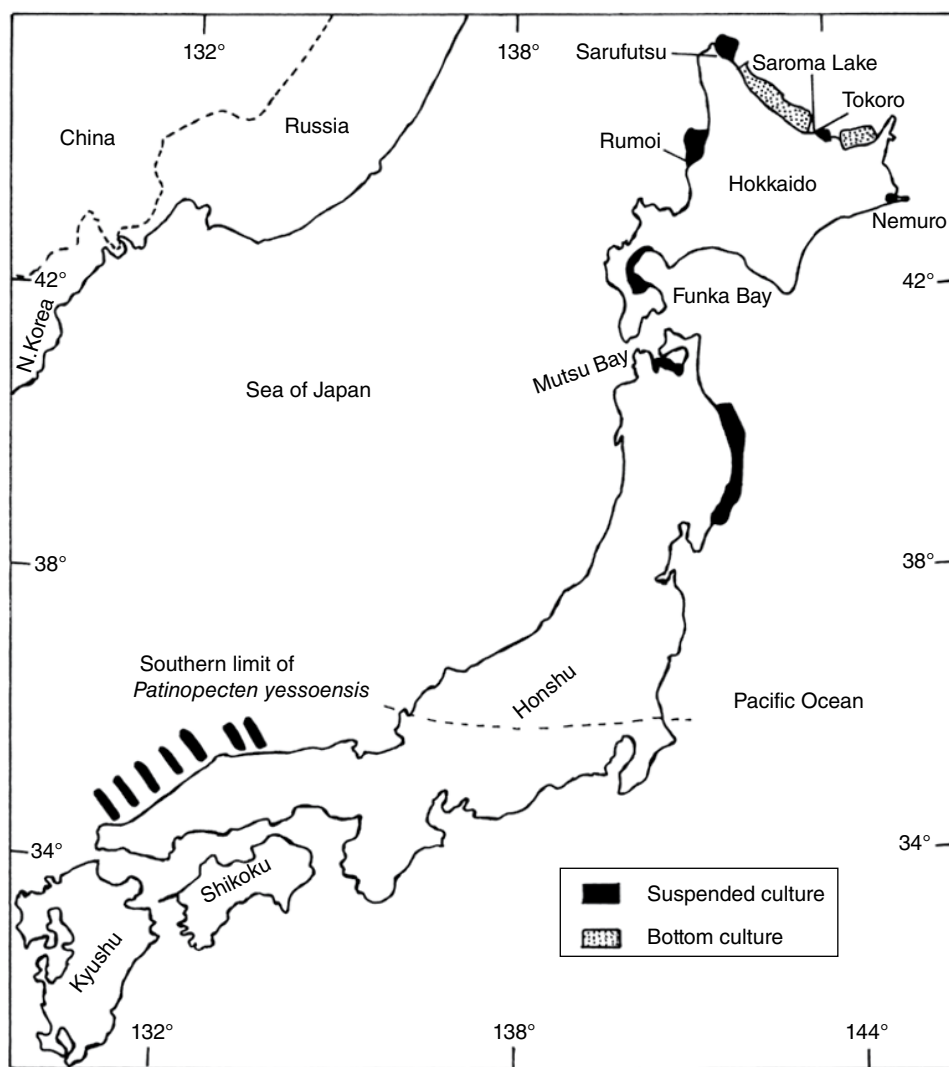 132°
138°
Sarufutsu
Saroma Lake
Tokoro
China
Russia
Rumoi
Hokkaido
Nemuro
42°
42°
N.Korea
Funka Bay
Mutsu Bay
Sea of Japan
38°
38°
Southern limit of
Patinopecten yessoensis
Honshu
Pacific Ocean
34°
34°
Shikoku
Kyushu
Suspended culture
Bottom culture
132°
138°
144°